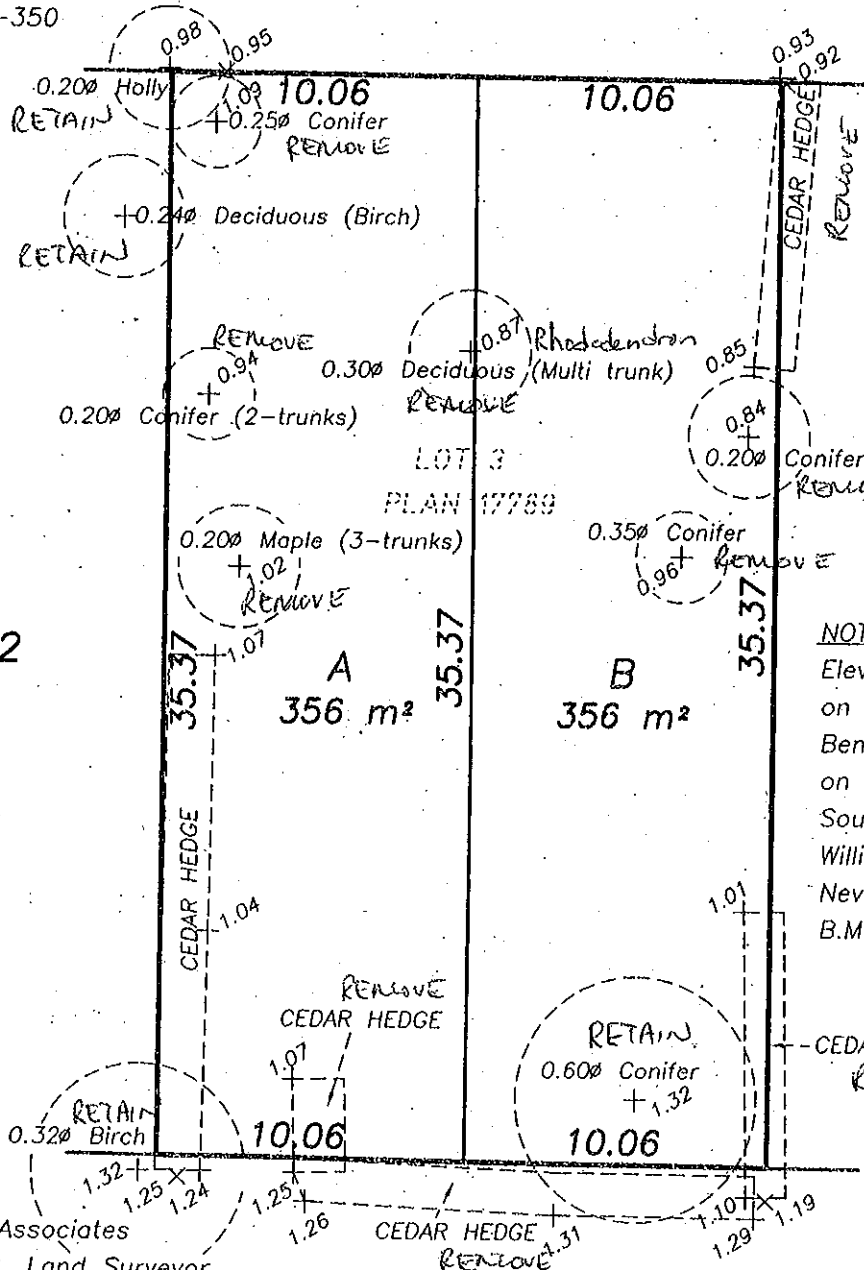 -350
0.98
0.95
0.93
0.92
0.20ø Holly
RETAIN
1.03
10.06
10.06
0.25ø Conifer
REMOVE
CEDAR HEDGE
REMOVE
0.24ø Deciduous (Birch)
RETAIN
REMOVE
0.94
0.20ø Conifer (2-trunks)
0.87
Rhododendron
0.30ø Deciduous (Multi trunk)
REMOVE
0.85
0.84
0.20ø Conifer
LOT 3
PLAN 17789
0.20ø Maple (3-trunks)
1.02
REMOVE
0.35ø Conifer
0.96
REMOVE
2
35.37
1.07
A
356 m²
35.37
B
356 m²
35.37
NOT
Elev
on
Ben
on
Sou
Willi
Nev
B.M
CEDAR HEDGE
1.04
1.01
REMOVE
CEDAR HEDGE
1.07
RETAIN
0.60ø Conifer
1.32
CEDA
R
RETAIN
0.32ø Birch
10.06
10.06
1.32
1.25
1.24
1.25
1.26
CEDAR HEDGE
REMOVE
1.31
1.10
1.29
1.19
Associates
Land Surveyor